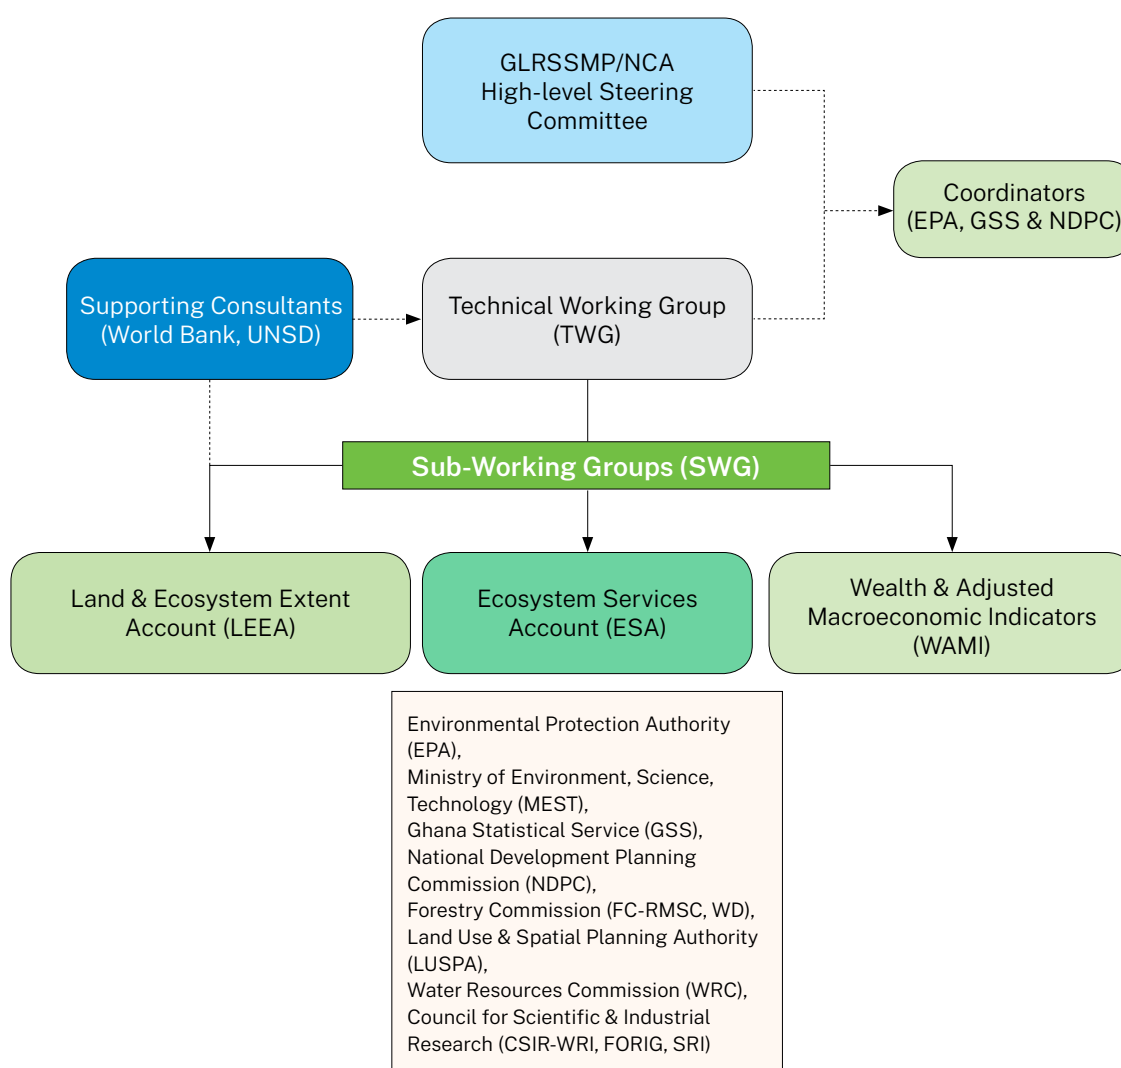 GLRSSMP/NCA
High-level Steering
Committee
Coordinators
(EPA, GSS & NDPC)
Supporting Consultants
(World Bank, UNSD)
Technical Working Group
(TWG)
Sub-Working Groups (SWG)
Land & Ecosystem Extent
Account (LEEA)
Ecosystem Services
Account (ESA)
Wealth & Adjusted
Macroeconomic Indicators
(WAMI)
Environmental Protection Authority
(EPA),
Ministry of Environment, Science,
Technology (MEST),
Ghana Statistical Service (GSS),
National Development Planning
Commission (NDPC),
Forestry Commission (FC-RMSC, WD),
Land Use & Spatial Planning Authority
(LUSPA),
Water Resources Commission (WRC),
Council for Scientific & Industrial
Research (CSIR-WRI, FORIG, SRI)